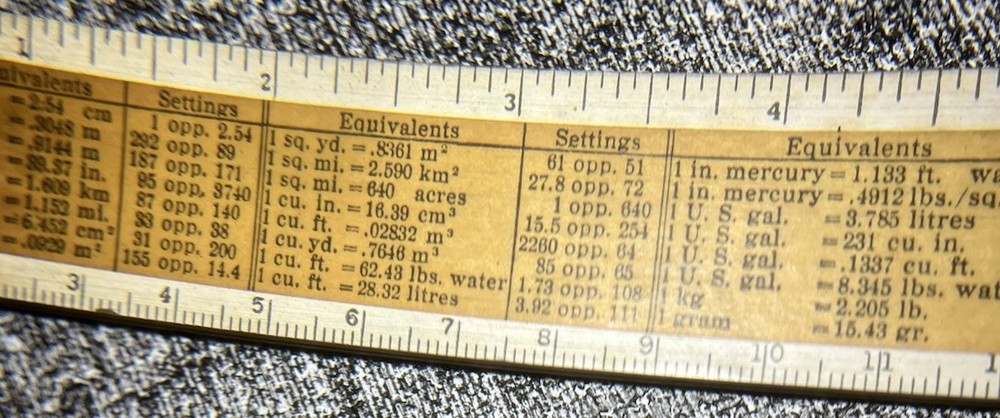 1 2 3 4
uivalents
= 2.54 cm
= .3048 m
= .9144 m
= 39.37 in.
= 1.609 km
= 1.152 mi.
= 6.452 cm²
= .0929 m²
Settings
1 opp. 2.54
292 opp. 89
187 opp. 171
95 opp. 3740
87 opp. 140
33 opp. 38
31 opp. 200
155 opp. 14.4
Equivalents
1 sq. yd. = .8361 m²
1 sq. mi. = 2.590 km²
1 sq. mi. = 640 acres
1 cu. in. = 16.39 cm³
1 cu. ft. = .02832 m³
1 cu. yd. = .7646 m³
1 cu. ft. = 62.43 lbs. water
1 cu. ft. = 28.32 litres
Settings
61 opp. 51
27.8 opp. 72
1 opp. 640
15.5 opp. 254
2260 opp. 64
85 opp. 65
1.73 opp. 108
3.92 opp. 111
Equivalents
1 in. mercury = 1.133 ft. wa
1 in. mercury = .4912 lbs./sq.
1 U. S. gal. = 3.785 litres
1 U. S. gal. = 231 cu. in.
1 U. S. gal. = .1337 cu. ft.
1 U. S. gal. = 8.345 lbs. wat
1 kg = 2.205 lb.
1 gram = 15.43 gr.
3 4 5 6 7 8 9 10 11 1